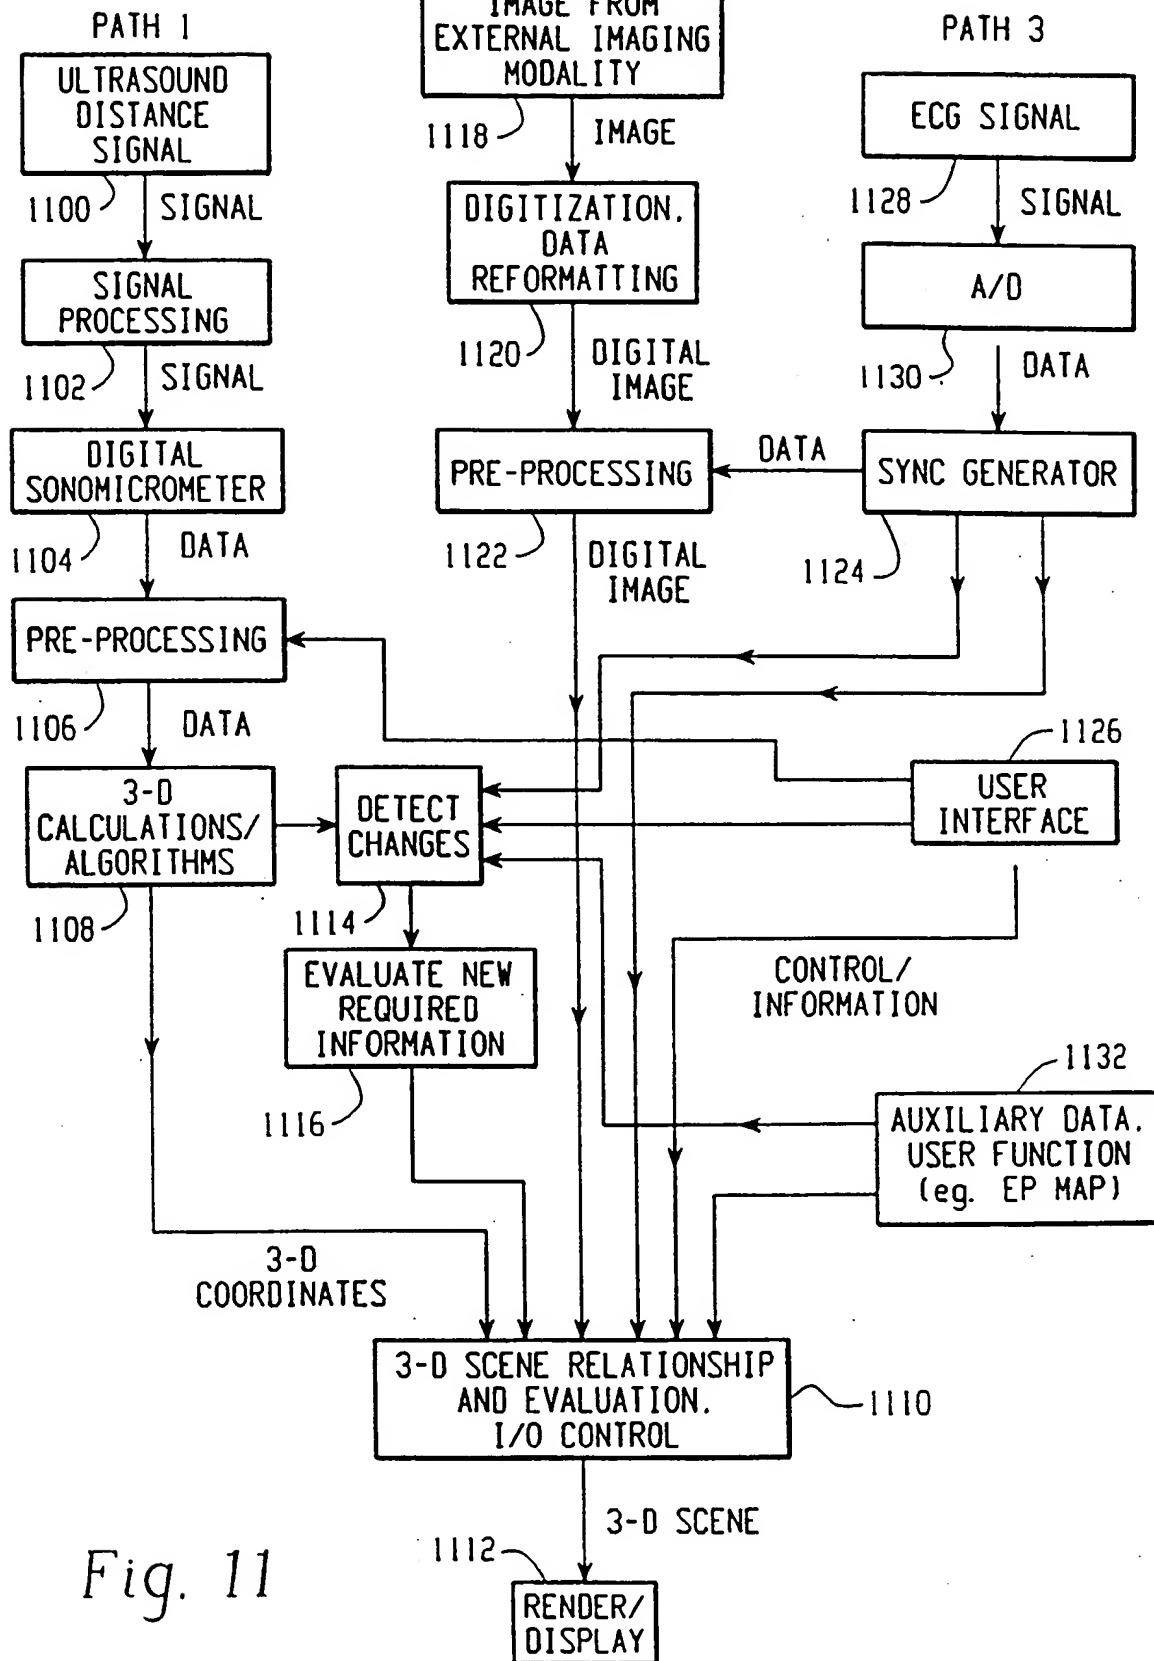 PATH 1
ULTRASOUND
DISTANCE
SIGNAL
1100
SIGNAL
SIGNAL
PROCESSING
1102
SIGNAL
DIGITAL
SONOMICROMETER
1104
DATA
PRE-PROCESSING
1106
DATA
3-D
CALCULATIONS/
ALGORITHMS
1108
IMAGE FROM
EXTERNAL IMAGING
MODALITY
1118
IMAGE
DIGITIZATION.
DATA
REFORMATTING
1120
DIGITAL
IMAGE
PRE-PROCESSING
1122
DIGITAL
IMAGE
PATH 3
ECG SIGNAL
1128
SIGNAL
A/D
1130
DATA
SYNC GENERATOR
DATA
1124
1126
USER
INTERFACE
DETECT
CHANGES
1114
EVALUATE NEW
REQUIRED
INFORMATION
1116
CONTROL/
INFORMATION
1132
AUXILIARY DATA.
USER FUNCTION
(eg. EP MAP)
3-D
COORDINATES
3-D SCENE RELATIONSHIP
AND EVALUATION.
I/O CONTROL
1110
3-D SCENE
1112
RENDER/
DISPLAY
Fig. 11